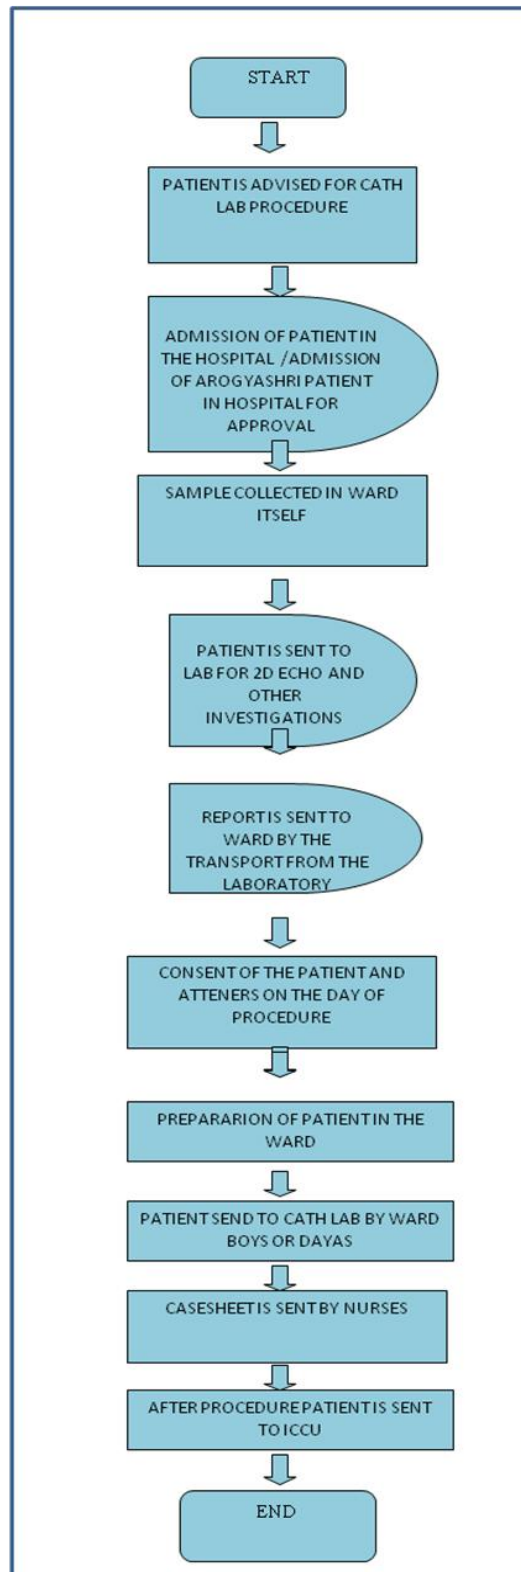 START
PATIENT IS ADVISED FOR CATH
LAB PROCEDURE
ADMISSION OF PATIENT IN
THE HOSPITAL /ADMISSION
OF AROGYASHRI PATIENT
IN HOSPITAL FOR
APPROVAL
SAMPLE COLLECTED IN WARD
ITSELF
PATIENT IS SENT TO
LAB FOR 2D ECHO AND
OTHER
INVESTIGATIONS
REPORT IS SENT TO
WARD BY THE
TRANSPORT FROM THE
LABORATORY
CONSENT OF THE PATIENT AND
ATTENERS ON THE DAY OF
PROCEDURE
PREPARARION OF PATIENT IN THE
WARD
PATIENT SEND TO CATH LAB BY WARD
BOYS OR DAYAS
CASESHEET IS SENT BY NURSES
AFTER PROCEDURE PATIENT IS SENT
TO ICCU
END